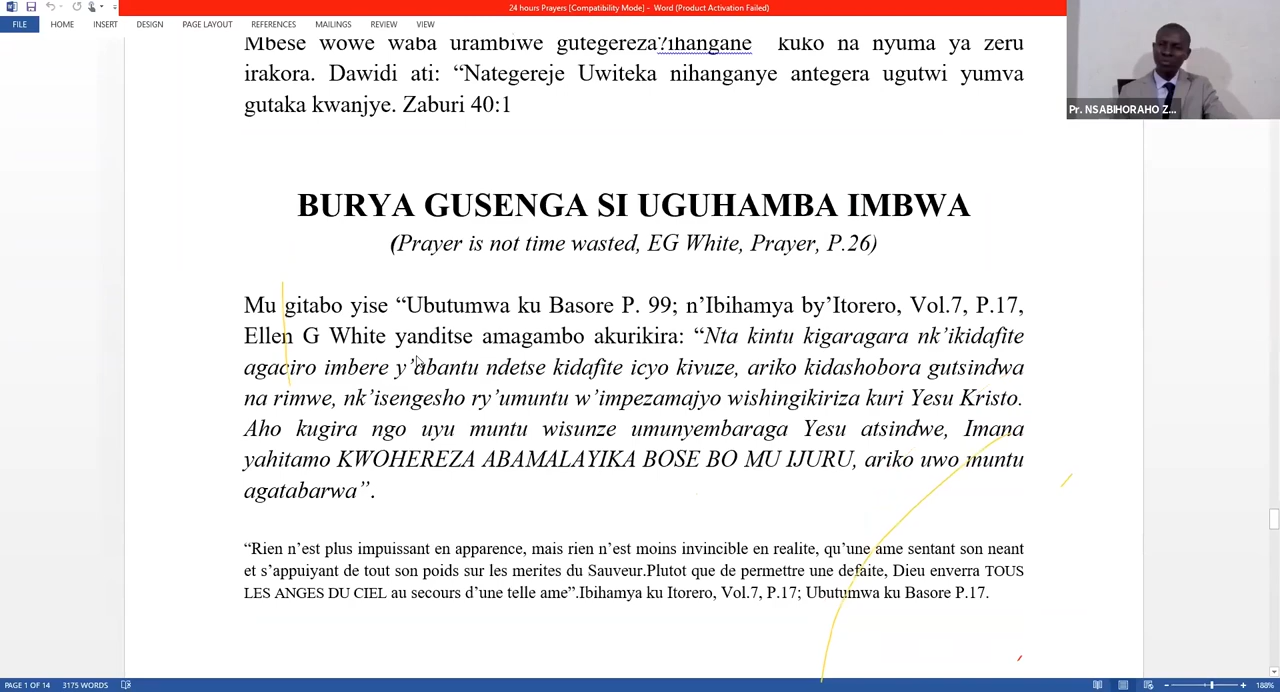 24 hours Prayers [Compatibility Mode] - Word (Product Activation Failed)
FILE HOME INSERT DESIGN PAGE LAYOUT REFERENCES MAILINGS REVIEW VIEW
Pr. NSABIHORAHO Z...
Mbese wowe waba urambiwe gutegereza?ihangane kuko na nyuma ya zeru
irakora. Dawidi ati: “Nategereje Uwiteka nihanganye antegera ugutwi yumva
gutaka kwanjye. Zaburi 40:1
BURYA GUSENGA SI UGUHAMBA IMBWA
(Prayer is not time wasted, EG White, Prayer, P.26)
Mu gitabo yise “Ubutumwa ku Basore P. 99; n’Ibihamya by’Itorero, Vol.7, P.17,
Ellen G White yanditse amagambo akurikira: “Nta kintu kigaragara nk’ikidafite
agaciro imbere y’abantu ndetse kidafite icyo kivuze, ariko kidashobora gutsindwa
na rimwe, nk’isengesho ry’umuntu w’impezamajyo wishingikiriza kuri Yesu Kristo.
Aho kugira ngo uyu muntu wisunze umunyembaraga Yesu atsindwe, Imana
yahitamo KWOHEREZA ABAMALAYIKA BOSE BO MU IJURU, ariko uwo muntu
agatabarwa”.
“Rien n’est plus impuissant en apparence, mais rien n’est moins invincible en realite, qu’une ame sentant son neant
et s’appuiyant de tout son poids sur les merites du Sauveur.Plutot que de permettre une defaite, Dieu enverra TOUS
LES ANGES DU CIEL au secours d’une telle ame”.Ibihamya ku Itorero, Vol.7, P.17; Ubutumwa ku Basore P.17.
PAGE 1 OF 14 3175 WORDS 188%